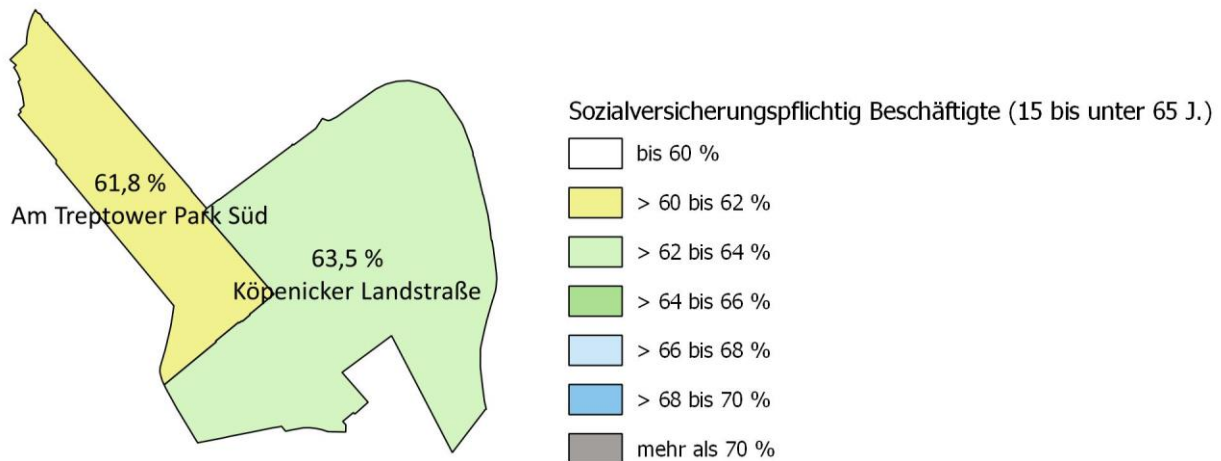 61,8 %
Am Treptower Park Süd
63,5 %
Köpenicker Landstraße
Sozialversicherungspflichtig Beschäftigte (15 bis unter 65 J.)
bis 60 %
> 60 bis 62 %
> 62 bis 64 %
> 64 bis 66 %
> 66 bis 68 %
> 68 bis 70 %
mehr als 70 %